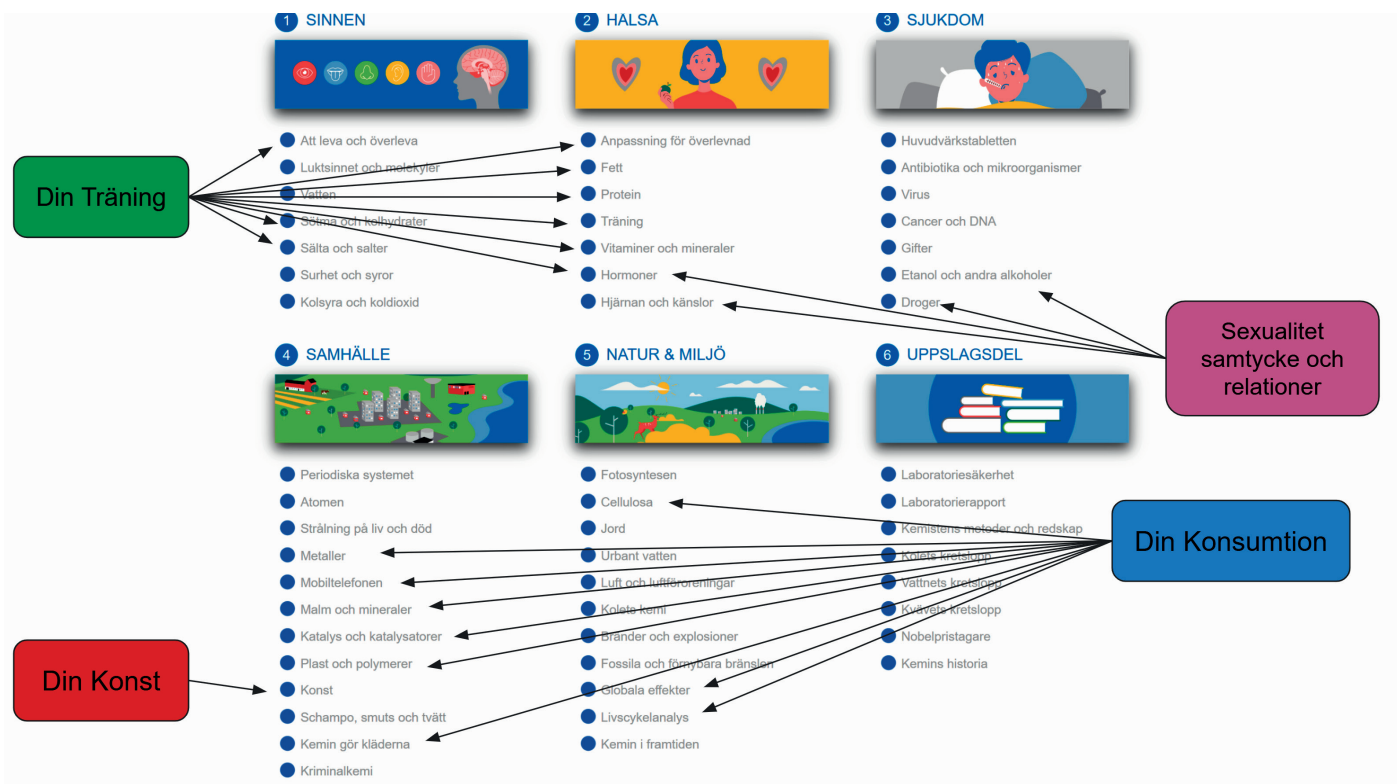 1 SINNEN
Att leva och överleva
Luktsinnet och molekyler
Vatten
Sötma och kolhydrater
Sälta och salter
Surhet och syror
Kolsyra och koldioxid
2 HÄLSA
Anpassning för överlevnad
Fett
Protein
Träning
Vitaminer och mineraler
Hormoner
Hjärnan och känslor
3 SJUKDOM
Huvudvärkstabletten
Antibiotika och mikroorganismer
Virus
Cancer och DNA
Gifter
Etanol och andra alkoholer
Droger
Din Träning
Sexualitet
samtycke och
relationer
4 SAMHÄLLE
Periodiska systemet
Atomen
Strålning på liv och död
Metaller
Mobiltelefonen
Malm och mineraler
Katalys och katalysatorer
Plast och polymerer
Konst
Schampo, smuts och tvätt
Kemin gör kläderna
Kriminalkemi
5 NATUR & MILJÖ
Fotosyntesen
Cellulosa
Jord
Urbant vatten
Luft och luftföroreningar
Kolets kemi
Bränder och explosioner
Fossila och förnybara bränslen
Globala effekter
Livscykelanalys
Kemin i framtiden
6 UPPSLAGSDEL
Laboratoriesäkerhet
Laboratorierapport
Kemistens metoder och redskap
Kolets kretslopp
Vattnets kretslopp
Kvävets kretslopp
Nobelpristagare
Kemins historia
Din Konsumtion
Din Konst